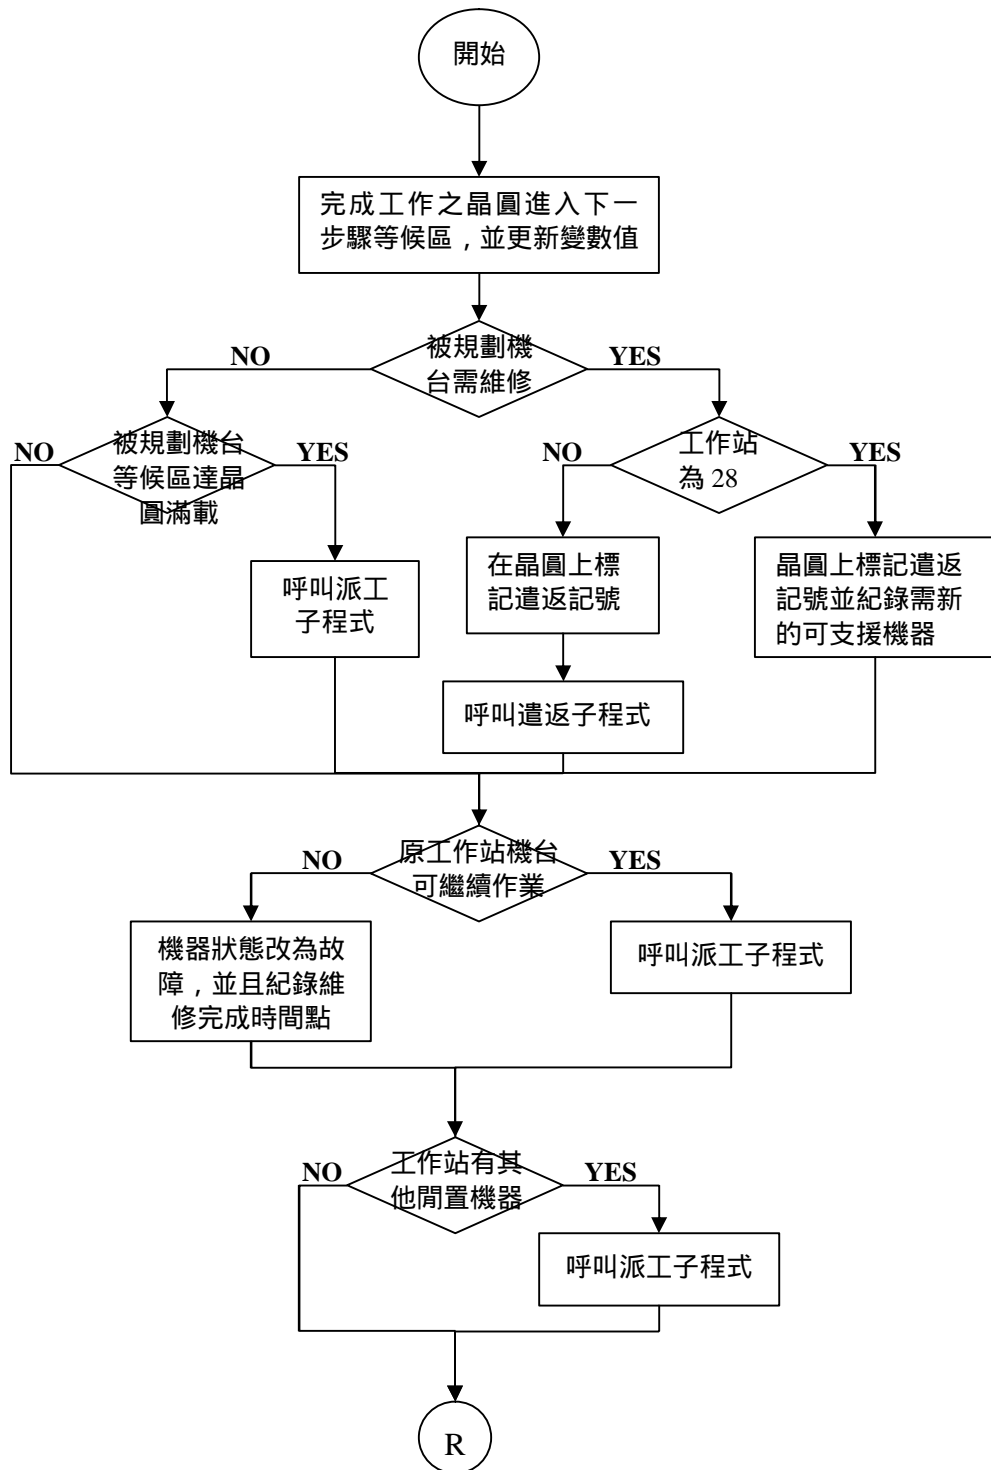 開始
完成工作之晶圓進入下一
步驟等候區，並更新變數值
被規劃機
台需維修
NO
YES
被規劃機台
等候區達晶
圓滿載
NO
YES
工作站
為 28
NO
YES
呼叫派工
子程式
在晶圓上標
記遣返記號
晶圓上標記遣返
記號並紀錄需新
的可支援機器
呼叫遣返子程式
原工作站機台
可繼續作業
NO
YES
機器狀態改為故
障，並且紀錄維
修完成時間點
呼叫派工子程式
工作站有其
他閒置機器
NO
YES
呼叫派工子程式
R